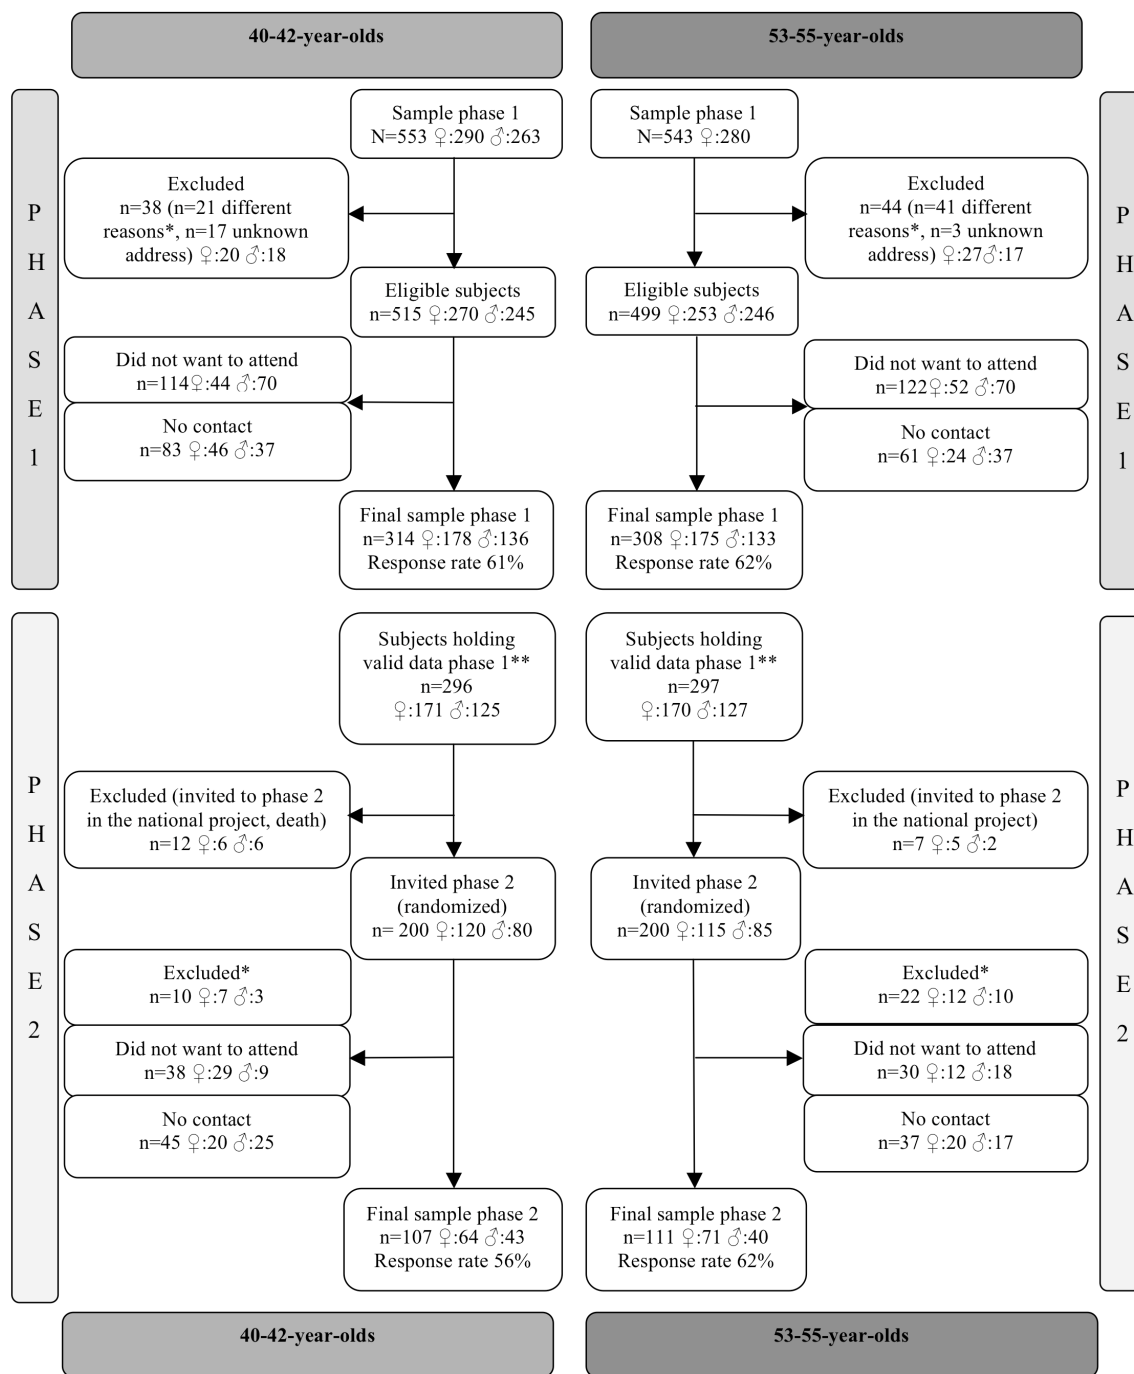 40-42-year-olds
53-55-year-olds
PHASE 1
Sample phase 1
N=553 ♀:290 ♂:263
Excluded
n=38 (n=21 different
reasons*, n=17 unknown
address) ♀:20 ♂:18
Eligible subjects
n=515 ♀:270 ♂:245
Did not want to attend
n=114♀:44 ♂:70
No contact
n=83 ♀:46 ♂:37
Final sample phase 1
n=314 ♀:178 ♂:136
Response rate 61%
Sample phase 1
N=543 ♀:280
Excluded
n=44 (n=41 different
reasons*, n=3 unknown
address) ♀:27♂:17
Eligible subjects
n=499 ♀:253 ♂:246
Did not want to attend
n=122♀:52 ♂:70
No contact
n=61 ♀:24 ♂:37
Final sample phase 1
n=308 ♀:175 ♂:133
Response rate 62%
PHASE 1
PHASE 2
Subjects holding
valid data phase 1**
n=296
♀:171 ♂:125
Excluded (invited to phase 2
in the national project, death)
n=12 ♀:6 ♂:6
Invited phase 2
(randomized)
n= 200 ♀:120 ♂:80
Excluded*
n=10 ♀:7 ♂:3
Did not want to attend
n=38 ♀:29 ♂:9
No contact
n=45 ♀:20 ♂:25
Final sample phase 2
n=107 ♀:64 ♂:43
Response rate 56%
Subjects holding
valid data phase 1**
n=297
♀:170 ♂:127
Excluded (invited to phase 2
in the national project)
n=7 ♀:5 ♂:2
Invited phase 2
(randomized)
n=200 ♀:115 ♂:85
Excluded*
n=22 ♀:12 ♂:10
Did not want to attend
n=30 ♀:12 ♂:18
No contact
n=37 ♀:20 ♂:17
Final sample phase 2
n=111 ♀:71 ♂:40
Response rate 62%
PHASE 2
40-42-year-olds
53-55-year-olds